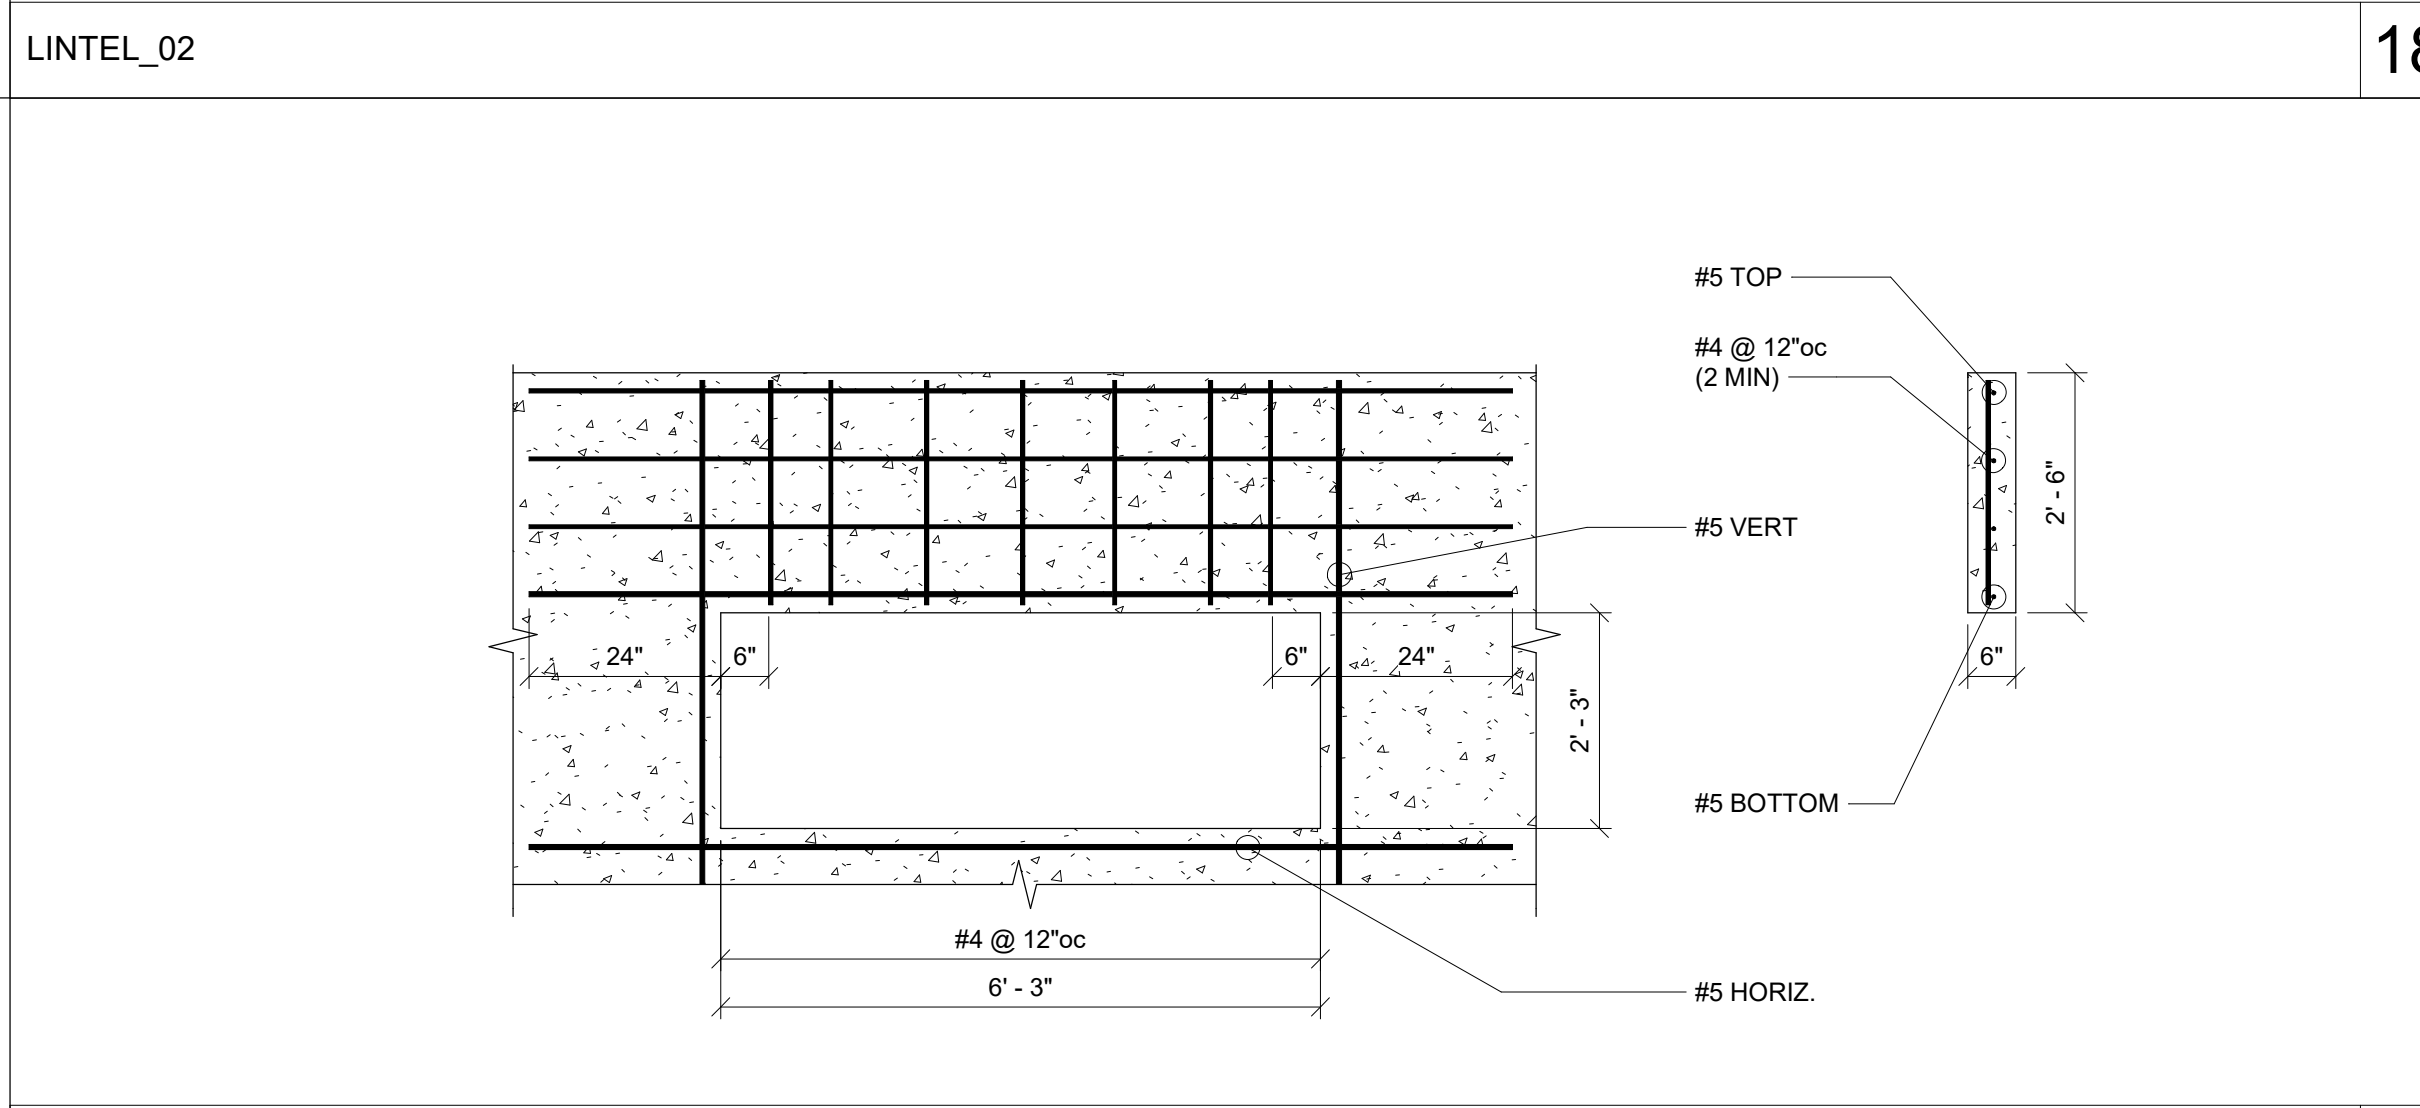 LINTEL_02
18
#5 TOP
#4 @ 12"oc
(2 MIN)
2' - 6"
#5 VERT
24"
6"
6"
24"
6"
2' - 3"
#5 BOTTOM
#4 @ 12"oc
6' - 3"
#5 HORIZ.